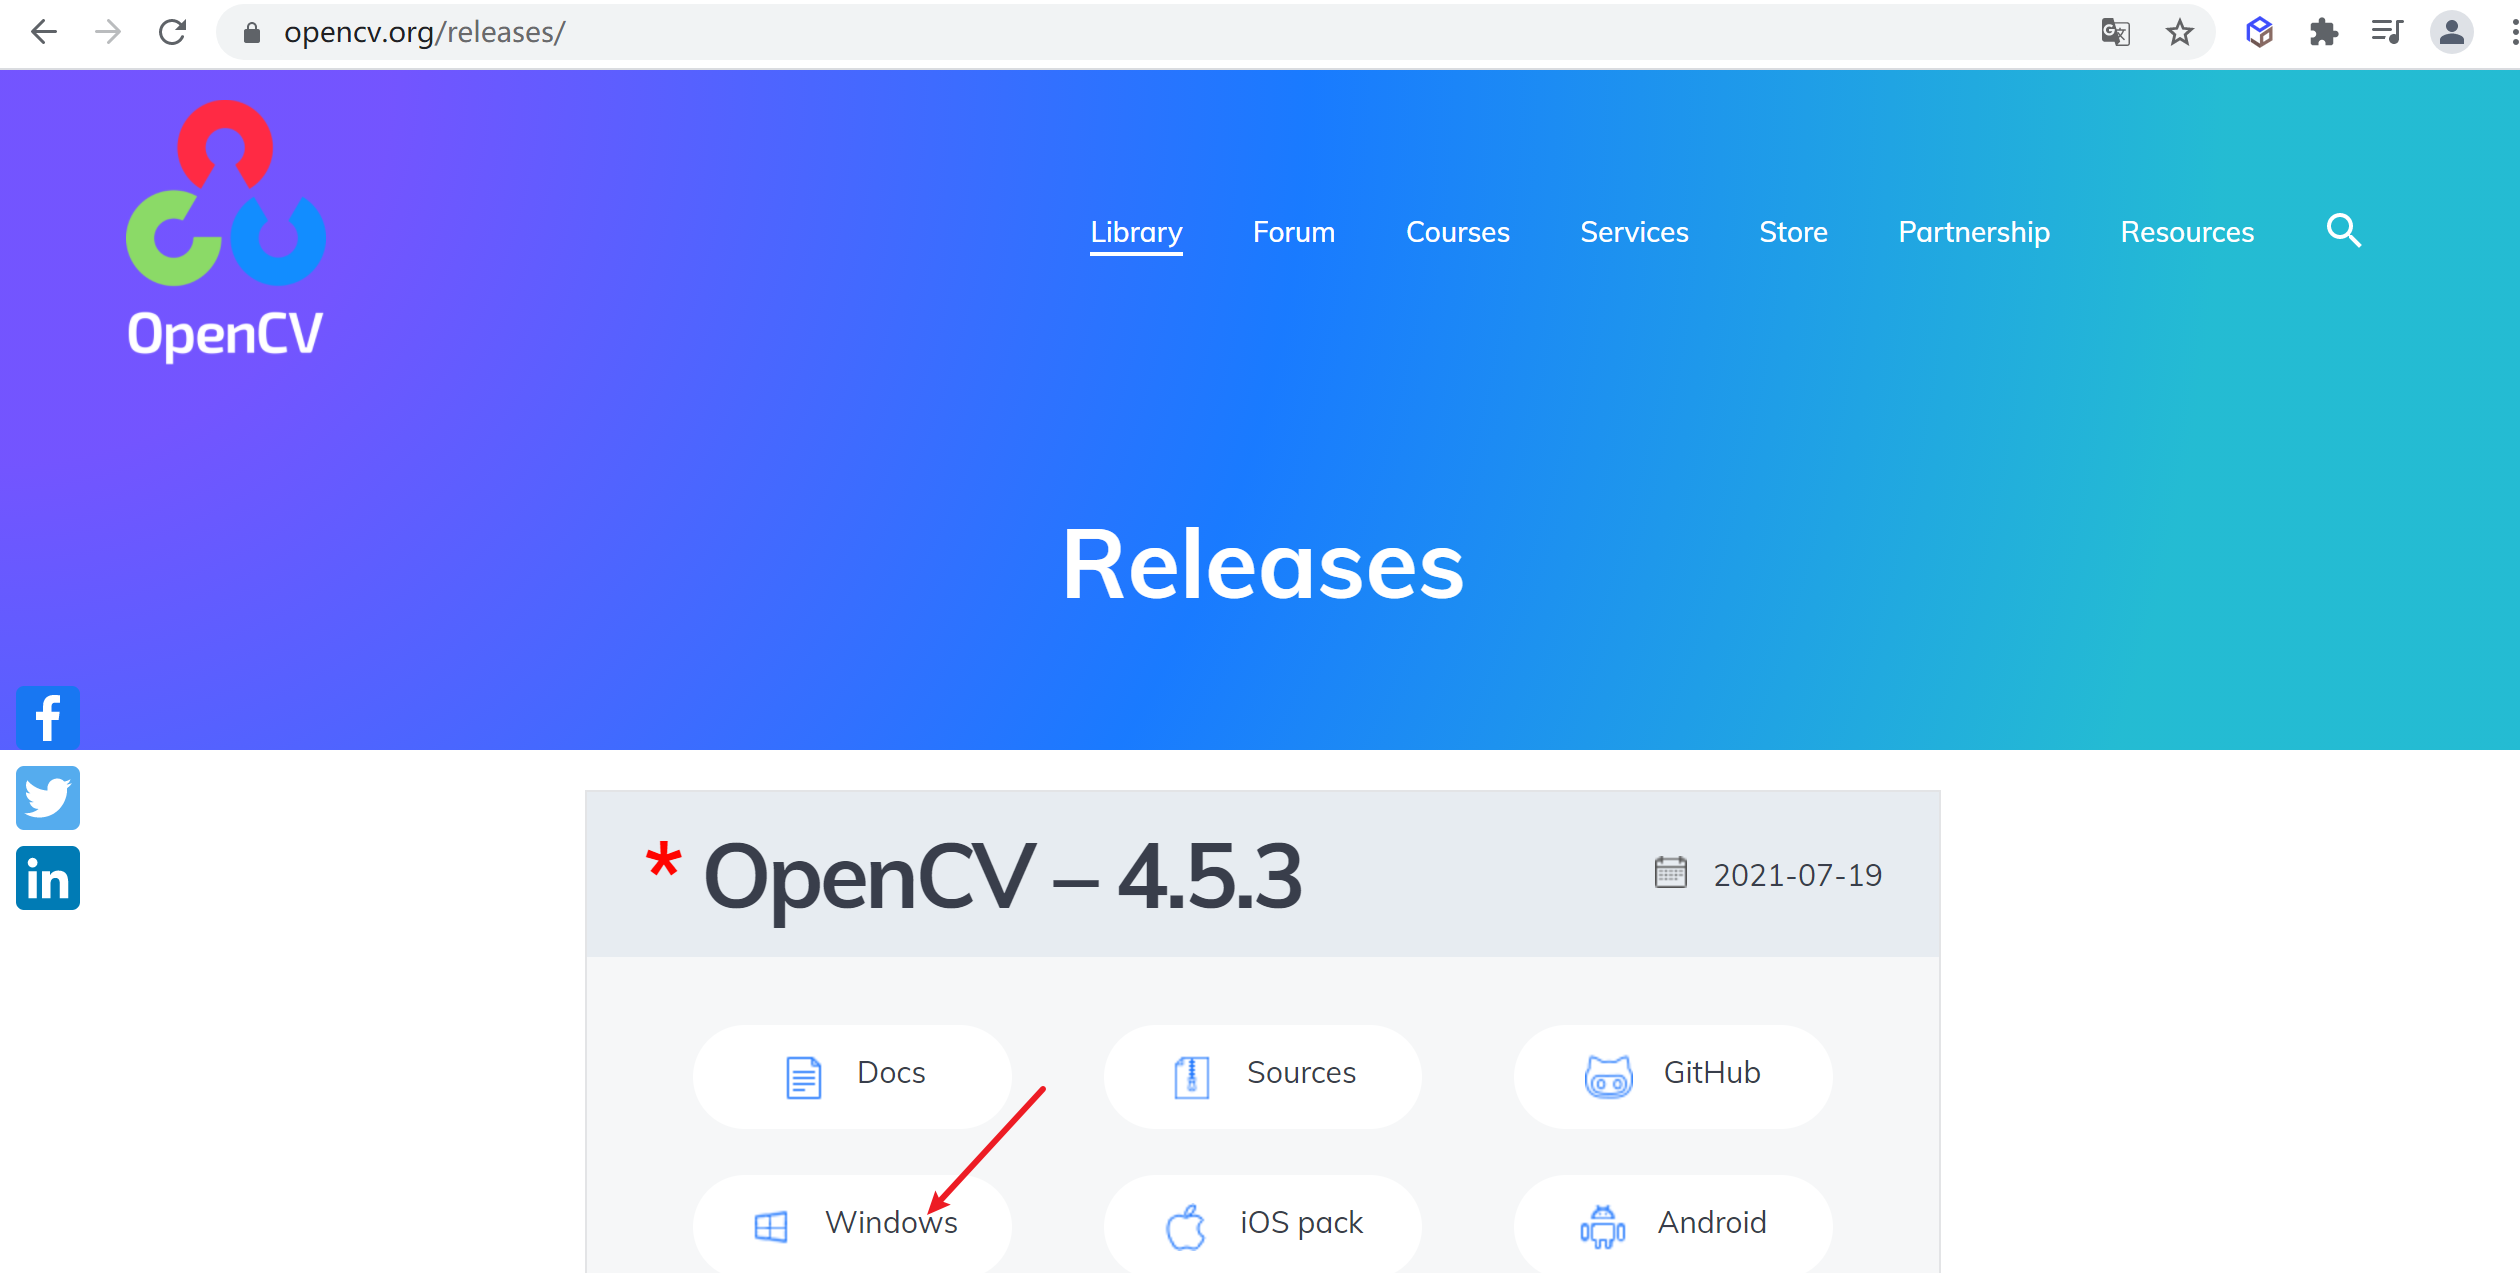 opencv.org/releases/
OpenCV
Library Forum Courses Services Store Partnership Resources
Releases
* OpenCV – 4.5.3 2021-07-19
Docs Sources GitHub
Windows iOS pack Android